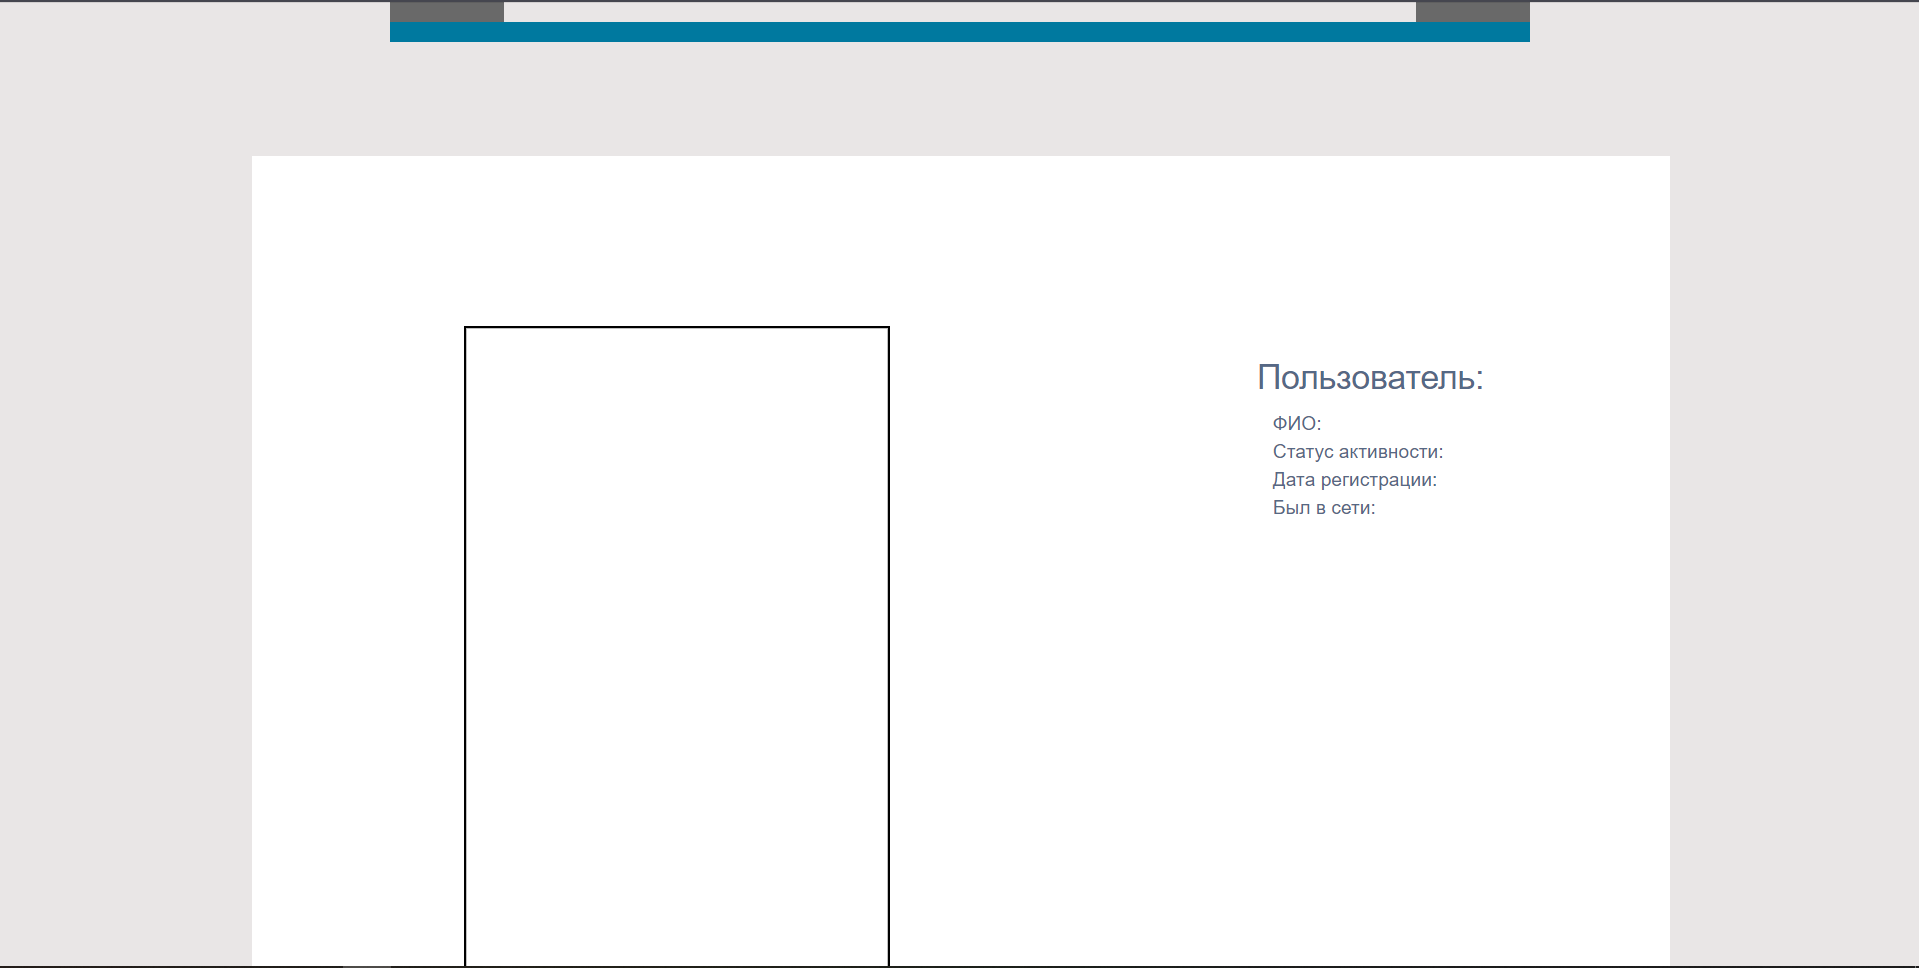 Пользователь:
ФИО:
Статус активности:
Дата регистрации:
Был в сети: